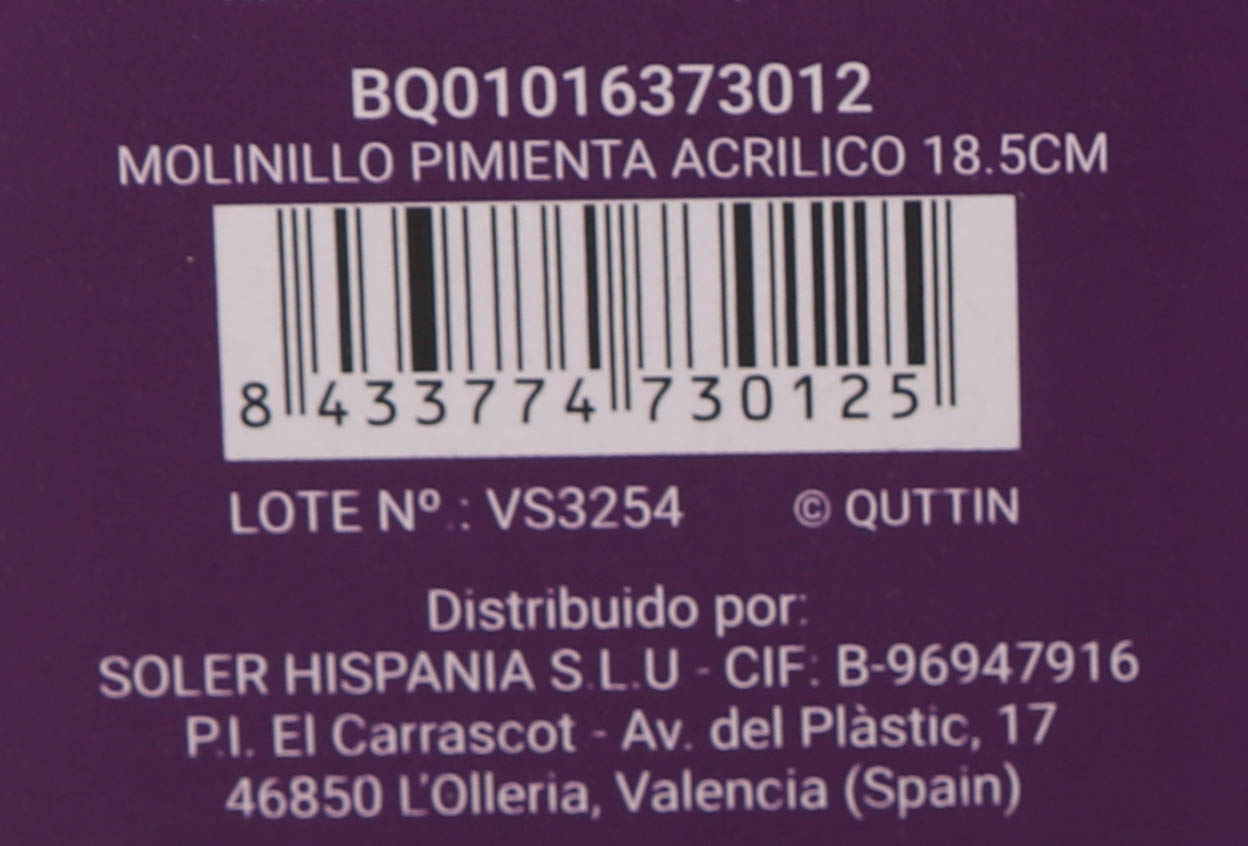 BQ01016373012
MOLINILLO PIMIENTA ACRILICO 18.5CM
8 433774 730125
LOTE Nº.: VS3254 © QUTTIN
Distribuido por:
SOLER HISPANIA S.L.U - CIF: B-96947916
P.I. El Carrascot - Av. del Plàstic, 17
46850 L'Olleria, Valencia (Spain)